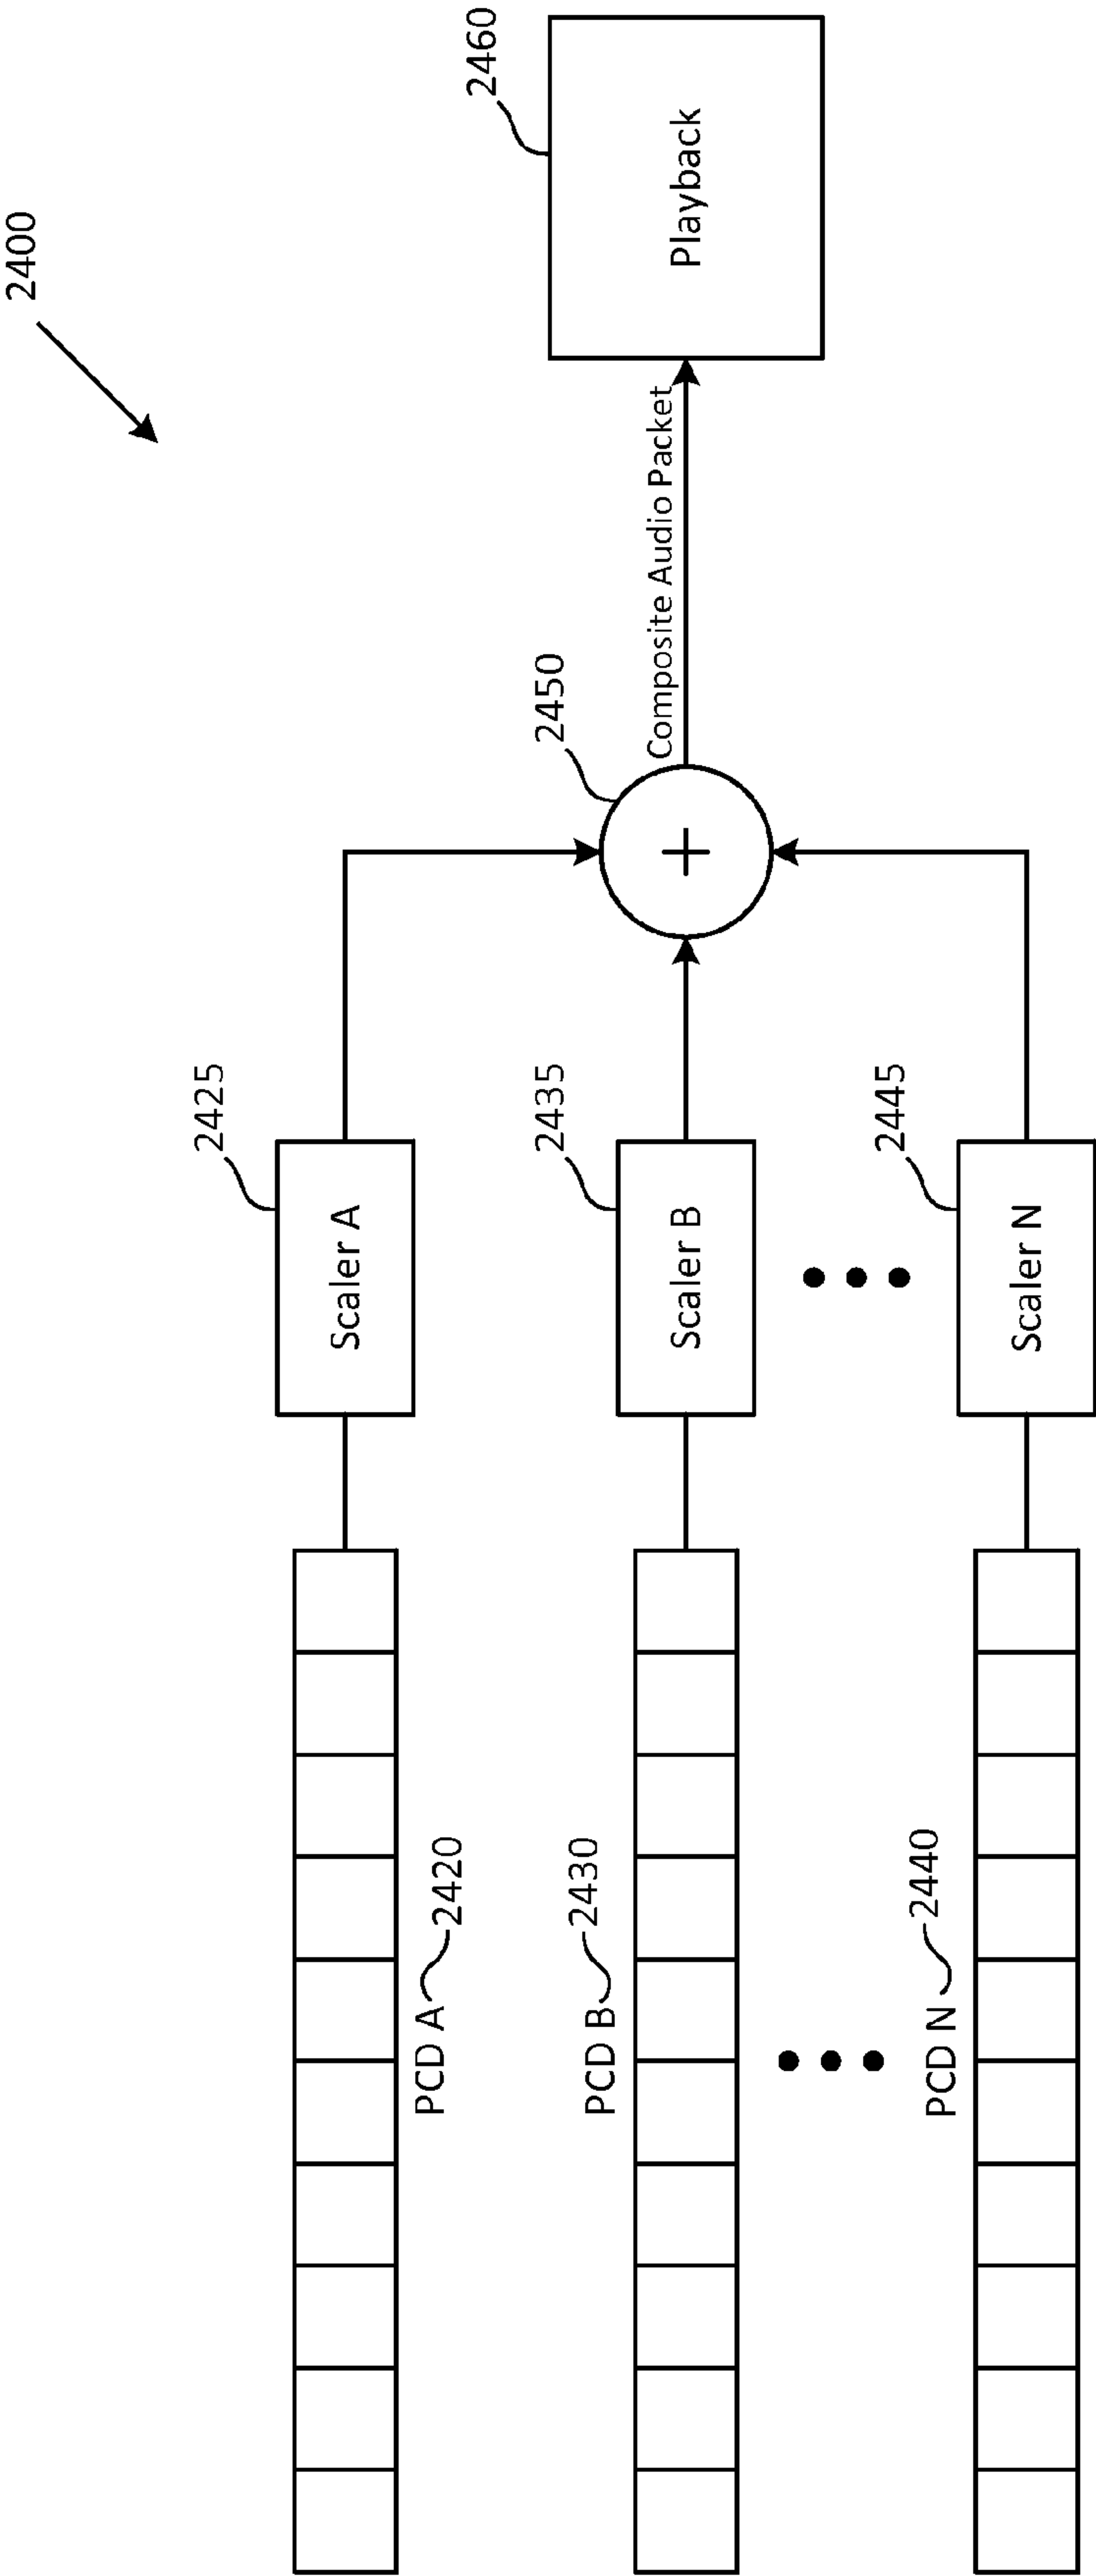 2400
2425
Scaler A
PCD A 2420
2450
2460
2435
Scaler B
Composite Audio Packet
+
Playback
PCD B 2430
2445
PCD N 2440
Scaler N